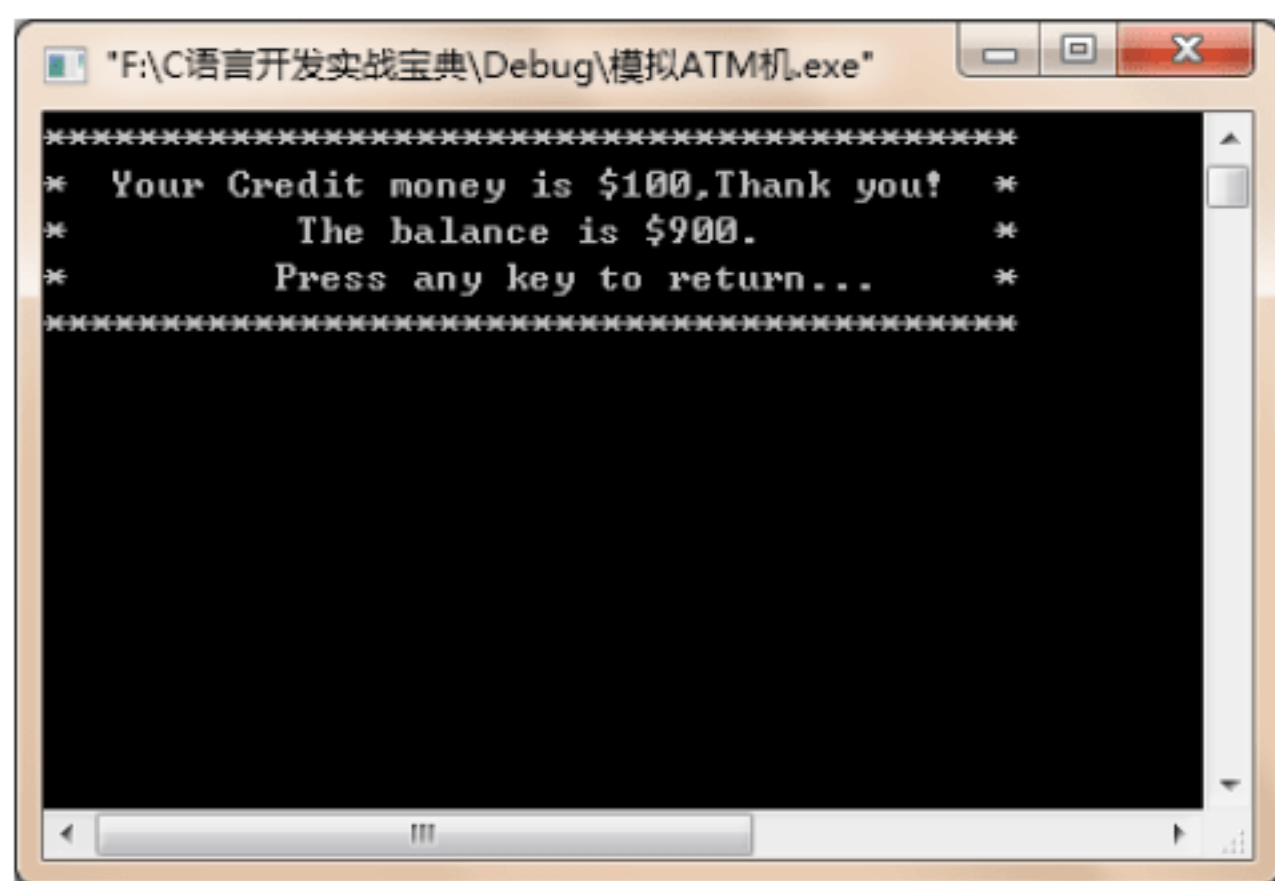 "F:\C语言开发实战宝典\Debug\模拟ATM机.exe"
******************************************
*  Your Credit money is $100,Thank you!  *
*          The balance is $900.          *
*         Press any key to return...     *
******************************************